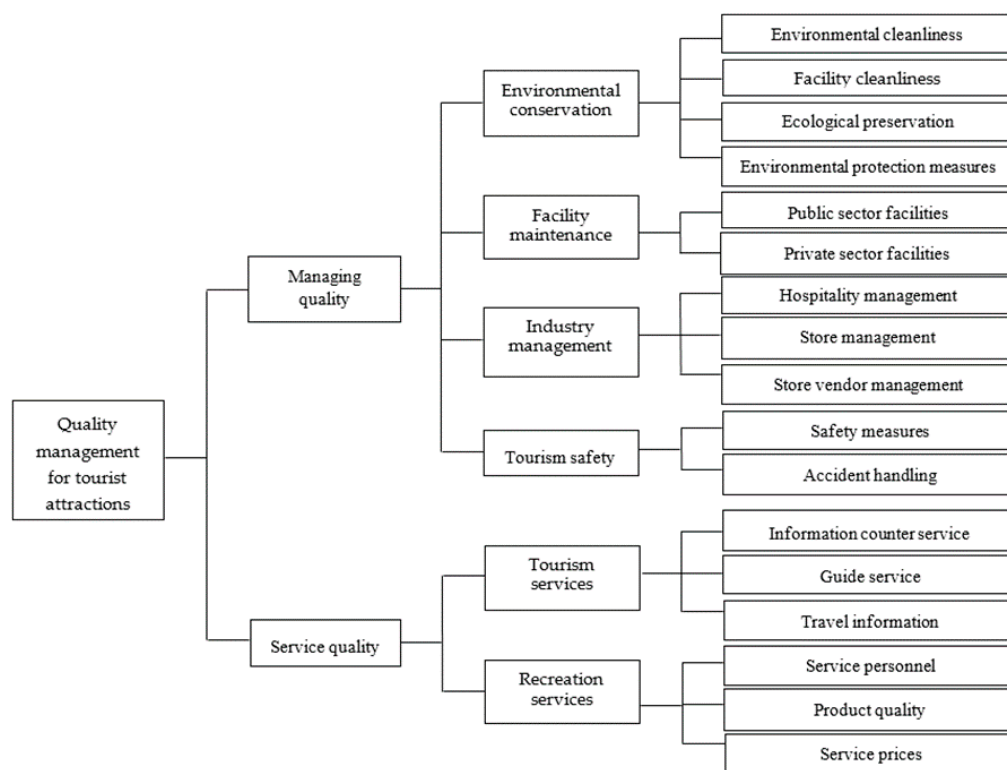 Quality
management
for tourist
attractions
Managing
quality
Service quality
Environmental
conservation
Facility
maintenance
Industry
management
Tourism safety
Tourism
services
Recreation
services
Environmental cleanliness
Facility cleanliness
Ecological preservation
Environmental protection measures
Public sector facilities
Private sector facilities
Hospitality management
Store management
Store vendor management
Safety measures
Accident handling
Information counter service
Guide service
Travel information
Service personnel
Product quality
Service prices